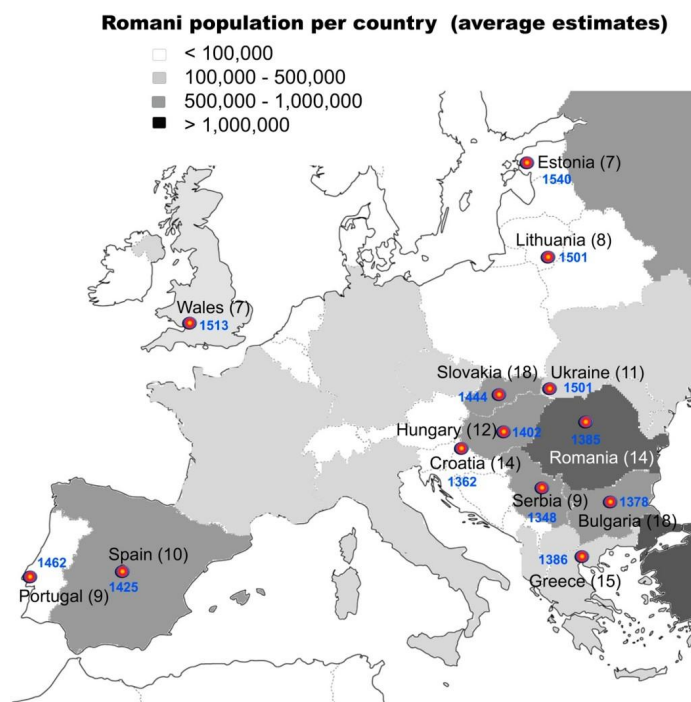 Romani population per country (average estimates)
< 100,000
100,000 - 500,000
500,000 - 1,000,000
> 1,000,000
Estonia (7)
1540
Lithuania (8)
1501
Wales (7)
1513
Slovakia (18)
1444
Ukraine (11)
1501
Hungary (12)
1402
1385
Croatia (14)
1362
Romania (14)
Serbia (9)
1348
1378
Bulgaria (18)
1386
Greece (15)
1462
Portugal (9)
Spain (10)
1425